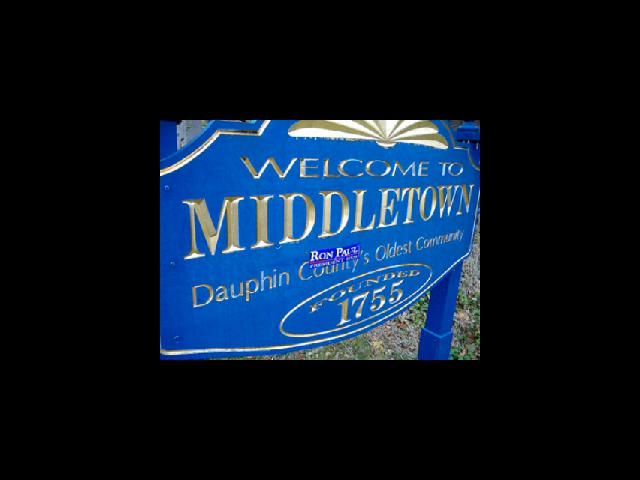 WELCOME TO
MIDDLETOWN
RON PAUL
Dauphin County's Oldest Community
FOUNDED
1755